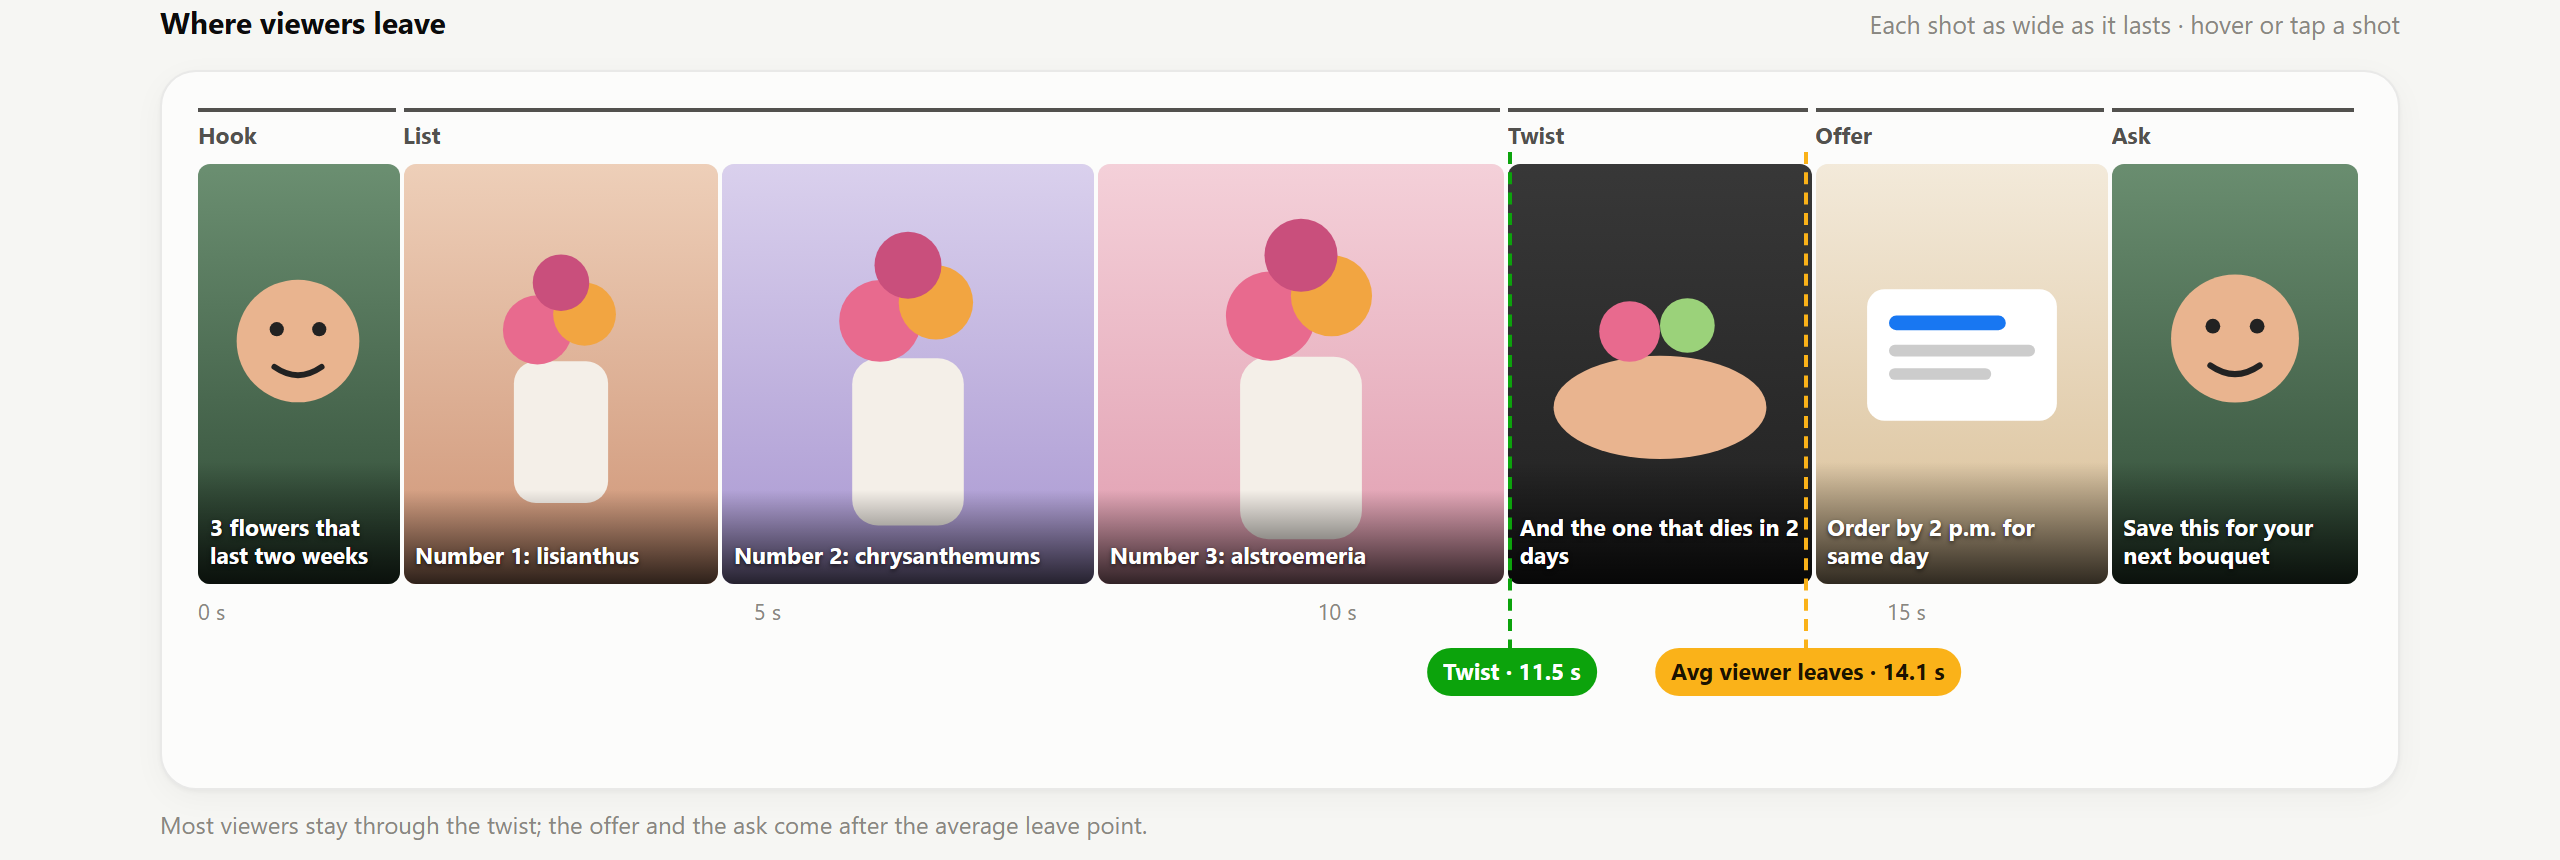 Where viewers leave
Each shot as wide as it lasts · hover or tap a shot
Hook
List
Twist
Offer
Ask
3 flowers that
last two weeks
Number 1: lisianthus
Number 2: chrysanthemums
Number 3: alstroemeria
And the one that dies in 2
days
Order by 2 p.m. for
same day
Save this for your
next bouquet
0 s
5 s
10 s
15 s
Twist · 11.5 s
Avg viewer leaves · 14.1 s
Most viewers stay through the twist; the offer and the ask come after the average leave point.